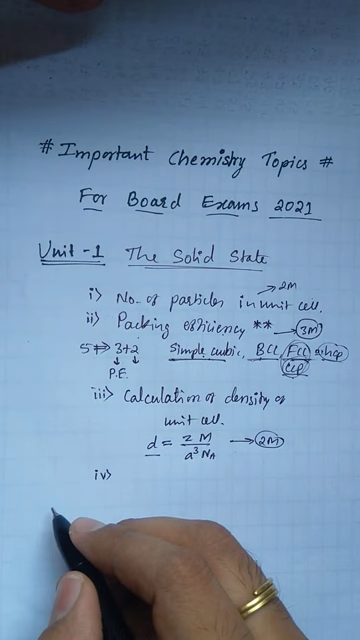 # Important Chemistry Topics #
For Board Exams 2021
Unit-1 The Solid State
i> No. of particles in unit cell. → 2M
ii> Packing efficiency ** → 3M
5 ⇒ 3+2 Simple cubic, BCC, FCC hcp
↓ ↓ ccp
P.E.
iii> Calculation of density of
unit cell.
d = z M / a³ NA → 2M
iv>